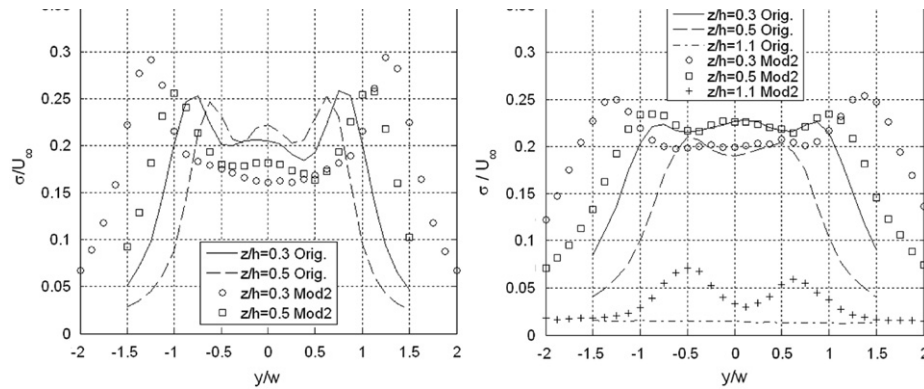 0.3
0.25
0.2
0.15
0.1
0.05
0
σ/U∞
-2 -1.5 -1 -0.5 0 0.5 1 1.5 2
y/w
z/h=0.3 Orig.
z/h=0.5 Orig.
z/h=0.3 Mod2
z/h=0.5 Mod2
z/h=0.3 Orig.
z/h=0.5 Orig.
z/h=1.1 Orig.
z/h=0.3 Mod2
z/h=0.5 Mod2
z/h=1.1 Mod2
0.3
0.25
0.2
0.15
0.1
0.05
0
σ / U∞
-2 -1.5 -1 -0.5 0 0.5 1 1.5 2
y/w